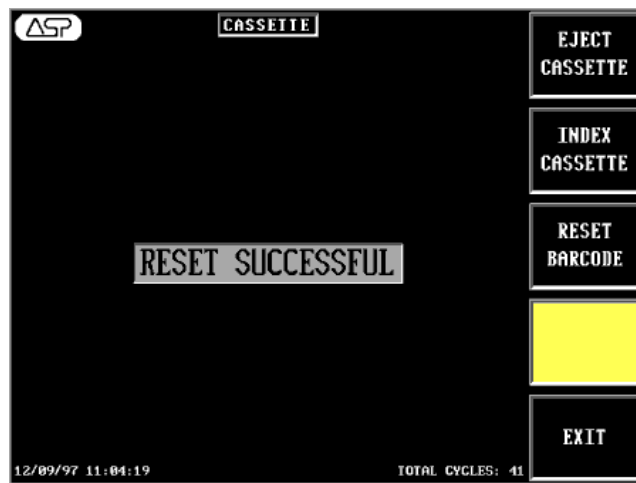 ASP
CASSETTE
EJECT
CASSETTE
INDEX
CASSETTE
RESET
BARCODE
RESET SUCCESSFUL
EXIT
12/09/97 11:04:19
TOTAL CYCLES: 41